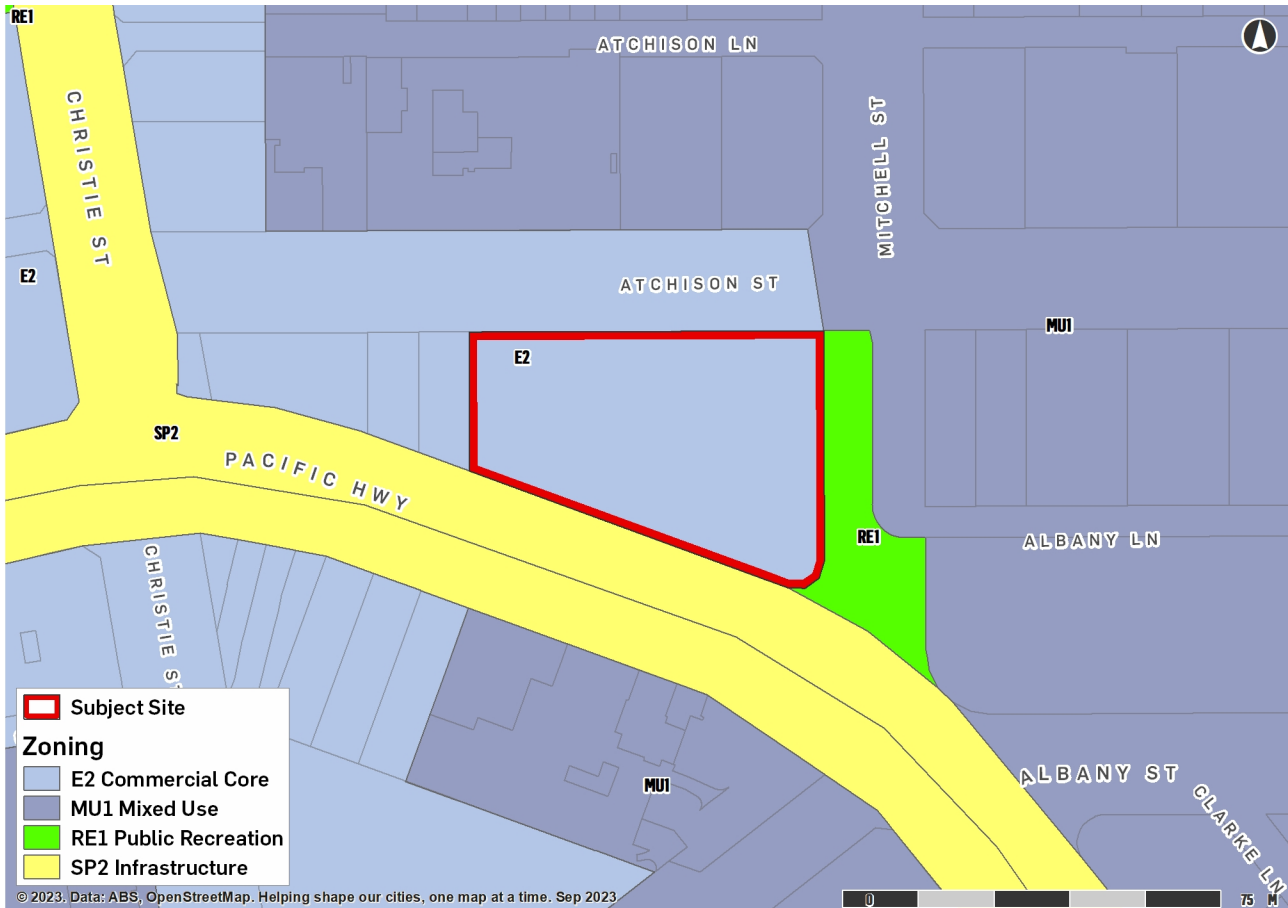 RE1
ATCHISON LN
CHRISTIE ST
MITCHELL ST
E2
ATCHISON ST
MU1
E2
SP2
PACIFIC HWY
RE1
ALBANY LN
CHRISTIE S
MU1
ALBANY ST
CLARKE LN
Subject Site
Zoning
E2 Commercial Core
MU1 Mixed Use
RE1 Public Recreation
SP2 Infrastructure
© 2023. Data: ABS, OpenStreetMap. Helping shape our cities, one map at a time. Sep 2023
0 75 M